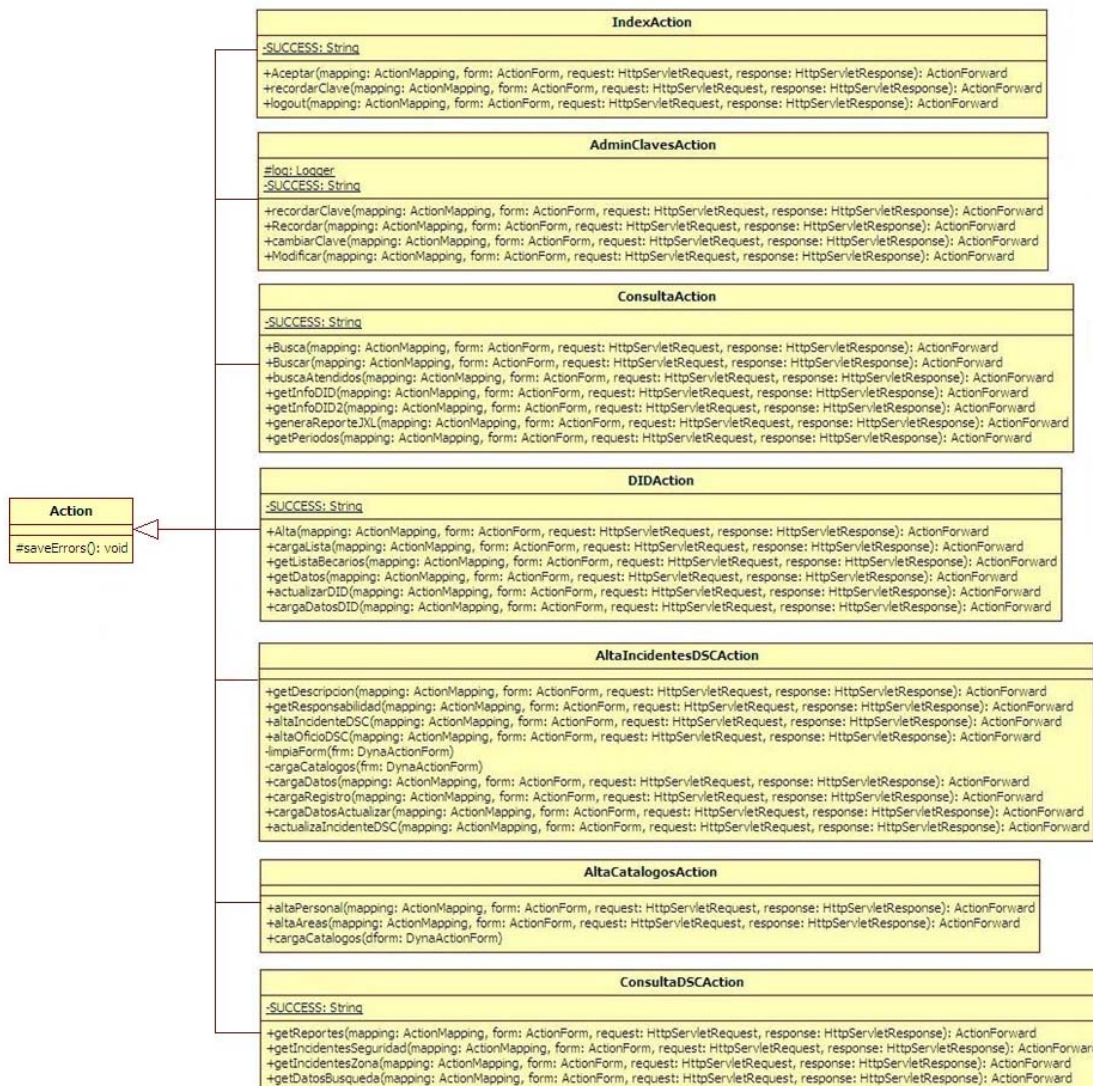 IndexAction
-SUCCESS: String
+Aceptar(mapping: ActionMapping, form: ActionForm, request: HttpServletRequest, response: HttpServletResponse): ActionForward
+recordarClave(mapping: ActionMapping, form: ActionForm, request: HttpServletRequest, response: HttpServletResponse): ActionForward
+logout(mapping: ActionMapping, form: ActionForm, request: HttpServletRequest, response: HttpServletResponse): ActionForward
AdminClavesAction
#log: Logger
-SUCCESS: String
+recordarClave(mapping: ActionMapping, form: ActionForm, request: HttpServletRequest, response: HttpServletResponse): ActionForward
+Recordar(mapping: ActionMapping, form: ActionForm, request: HttpServletRequest, response: HttpServletResponse): ActionForward
+cambiarClave(mapping: ActionMapping, form: ActionForm, request: HttpServletRequest, response: HttpServletResponse): ActionForward
+Modificar(mapping: ActionMapping, form: ActionForm, request: HttpServletRequest, response: HttpServletResponse): ActionForward
ConsultaAction
-SUCCESS: String
+Busca(mapping: ActionMapping, form: ActionForm, request: HttpServletRequest, response: HttpServletResponse): ActionForward
+Buscar(mapping: ActionMapping, form: ActionForm, request: HttpServletRequest, response: HttpServletResponse): ActionForward
+buscaAtendidos(mapping: ActionMapping, form: ActionForm, request: HttpServletRequest, response: HttpServletResponse): ActionForward
+getInfoDID(mapping: ActionMapping, form: ActionForm, request: HttpServletRequest, response: HttpServletResponse): ActionForward
+getInfoDID2(mapping: ActionMapping, form: ActionForm, request: HttpServletRequest, response: HttpServletResponse): ActionForward
+generaReporteJXL(mapping: ActionMapping, form: ActionForm, request: HttpServletRequest, response: HttpServletResponse): ActionForward
+getPeriodos(mapping: ActionMapping, form: ActionForm, request: HttpServletRequest, response: HttpServletResponse): ActionForward
DIDAction
-SUCCESS: String
+Alta(mapping: ActionMapping, form: ActionForm, request: HttpServletRequest, response: HttpServletResponse): ActionForward
+cargaLista(mapping: ActionMapping, form: ActionForm, request: HttpServletRequest, response: HttpServletResponse): ActionForward
+getListaBecarios(mapping: ActionMapping, form: ActionForm, request: HttpServletRequest, response: HttpServletResponse): ActionForward
+getDatos(mapping: ActionMapping, form: ActionForm, request: HttpServletRequest, response: HttpServletResponse): ActionForward
+actualizarDID(mapping: ActionMapping, form: ActionForm, request: HttpServletRequest, response: HttpServletResponse): ActionForward
+cargaDatosDID(mapping: ActionMapping, form: ActionForm, request: HttpServletRequest, response: HttpServletResponse): ActionForward
Action
#saveErrors(): void
AltaIncidentesDSCAction
+getDescripcion(mapping: ActionMapping, form: ActionForm, request: HttpServletRequest, response: HttpServletResponse): ActionForward
+getResponsabilidad(mapping: ActionMapping, form: ActionForm, request: HttpServletRequest, response: HttpServletResponse): ActionForward
+altaIncidenteDSC(mapping: ActionMapping, form: ActionForm, request: HttpServletRequest, response: HttpServletResponse): ActionForward
+altaOficioDSC(mapping: ActionMapping, form: ActionForm, request: HttpServletRequest, response: HttpServletResponse): ActionForward
-limpiaForm(frm: DynaActionForm)
-cargaCatalogos(frm: DynaActionForm)
+cargaDatos(mapping: ActionMapping, form: ActionForm, request: HttpServletRequest, response: HttpServletResponse): ActionForward
+cargaRegistro(mapping: ActionMapping, form: ActionForm, request: HttpServletRequest, response: HttpServletResponse): ActionForward
+cargaDatosActualizar(mapping: ActionMapping, form: ActionForm, request: HttpServletRequest, response: HttpServletResponse): ActionForward
+actualizaIncidenteDSC(mapping: ActionMapping, form: ActionForm, request: HttpServletRequest, response: HttpServletResponse): ActionForward
AltaCatalogosAction
+altaPersonal(mapping: ActionMapping, form: ActionForm, request: HttpServletRequest, response: HttpServletResponse): ActionForward
+altaAreas(mapping: ActionMapping, form: ActionForm, request: HttpServletRequest, response: HttpServletResponse): ActionForward
+cargaCatalogos(dform: DynaActionForm)
ConsultaDSCAction
-SUCCESS: String
+getReportes(mapping: ActionMapping, form: ActionForm, request: HttpServletRequest, response: HttpServletResponse): ActionForward
+getIncidentesSeguridad(mapping: ActionMapping, form: ActionForm, request: HttpServletRequest, response: HttpServletResponse): ActionForward
+getIncidentesZona(mapping: ActionMapping, form: ActionForm, request: HttpServletRequest, response: HttpServletResponse): ActionForward
+getDatosBusqueda(mapping: ActionMapping, form: ActionForm, request: HttpServletRequest, response: HttpServletResponse): ActionForward